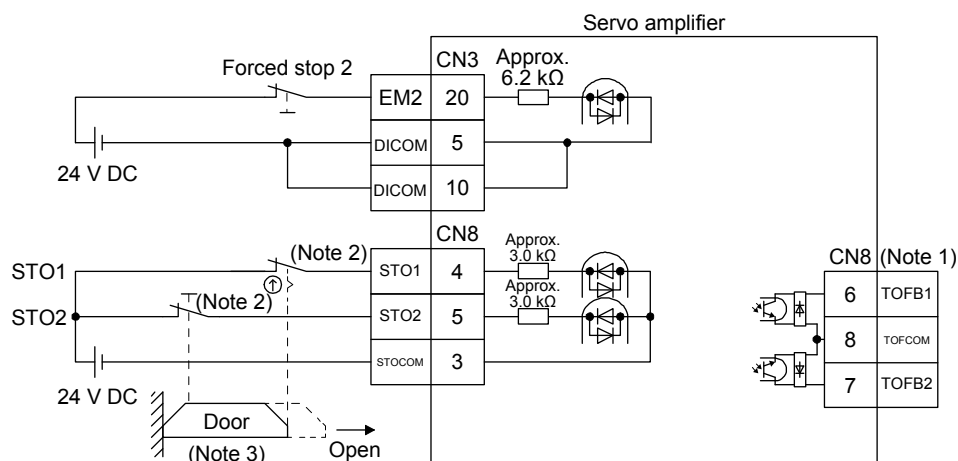 Servo amplifier
Forced stop 2
CN3
Approx.
6.2 kΩ
EM2 20
DICOM 5
DICOM 10
24 V DC
CN8
STO1
(Note 2)
STO1 4
Approx.
3.0 kΩ
STO2
(Note 2)
STO2 5
Approx.
3.0 kΩ
STOCOM 3
24 V DC
Door
(Note 3)
Open
CN8 (Note 1)
6 TOFB1
8 TOFCOM
7 TOFB2